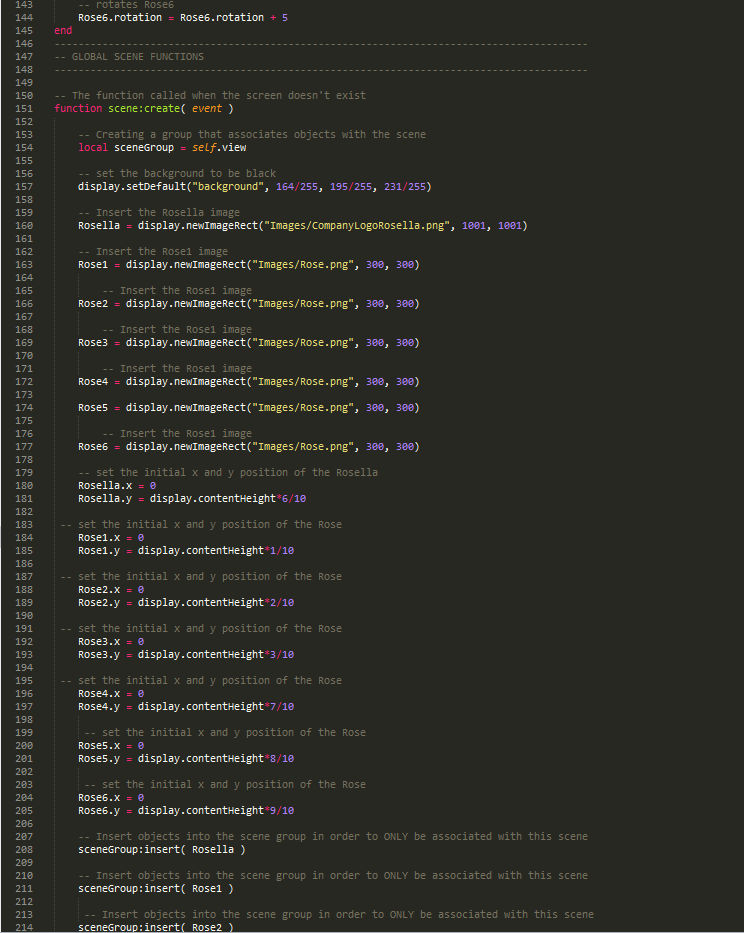 143 -- rotates Rose6
144 Rose6.rotation = Rose6.rotation + 5
145 end
146 -----------------------------------------------------------------------------------------
147 -- GLOBAL SCENE FUNCTIONS
148 -----------------------------------------------------------------------------------------
149
150 -- The function called when the screen doesn't exist
151 function scene:create( event )
152
153 -- Creating a group that associates objects with the scene
154 local sceneGroup = self.view
155
156 -- set the background to be black
157 display.setDefault("background", 164/255, 195/255, 231/255)
158
159 -- Insert the Rosella image
160 Rosella = display.newImageRect("Images/CompanyLogoRosella.png", 1001, 1001)
161
162 -- Insert the Rose1 image
163 Rose1 = display.newImageRect("Images/Rose.png", 300, 300)
164
165 -- Insert the Rose1 image
166 Rose2 = display.newImageRect("Images/Rose.png", 300, 300)
167
168 -- Insert the Rose1 image
169 Rose3 = display.newImageRect("Images/Rose.png", 300, 300)
170
171 -- Insert the Rose1 image
172 Rose4 = display.newImageRect("Images/Rose.png", 300, 300)
173
174 Rose5 = display.newImageRect("Images/Rose.png", 300, 300)
175
176 -- Insert the Rose1 image
177 Rose6 = display.newImageRect("Images/Rose.png", 300, 300)
178
179 -- set the initial x and y position of the Rosella
180 Rosella.x = 0
181 Rosella.y = display.contentHeight*6/10
182
183 -- set the initial x and y position of the Rose
184 Rose1.x = 0
185 Rose1.y = display.contentHeight*1/10
186
187 -- set the initial x and y position of the Rose
188 Rose2.x = 0
189 Rose2.y = display.contentHeight*2/10
190
191 -- set the initial x and y position of the Rose
192 Rose3.x = 0
193 Rose3.y = display.contentHeight*3/10
194
195 -- set the initial x and y position of the Rose
196 Rose4.x = 0
197 Rose4.y = display.contentHeight*7/10
198
199 -- set the initial x and y position of the Rose
200 Rose5.x = 0
201 Rose5.y = display.contentHeight*8/10
202
203 -- set the initial x and y position of the Rose
204 Rose6.x = 0
205 Rose6.y = display.contentHeight*9/10
206
207 -- Insert objects into the scene group in order to ONLY be associated with this scene
208 sceneGroup:insert( Rosella )
209
210 -- Insert objects into the scene group in order to ONLY be associated with this scene
211 sceneGroup:insert( Rose1 )
212
213 -- Insert objects into the scene group in order to ONLY be associated with this scene
214 sceneGroup:insert( Rose2 )